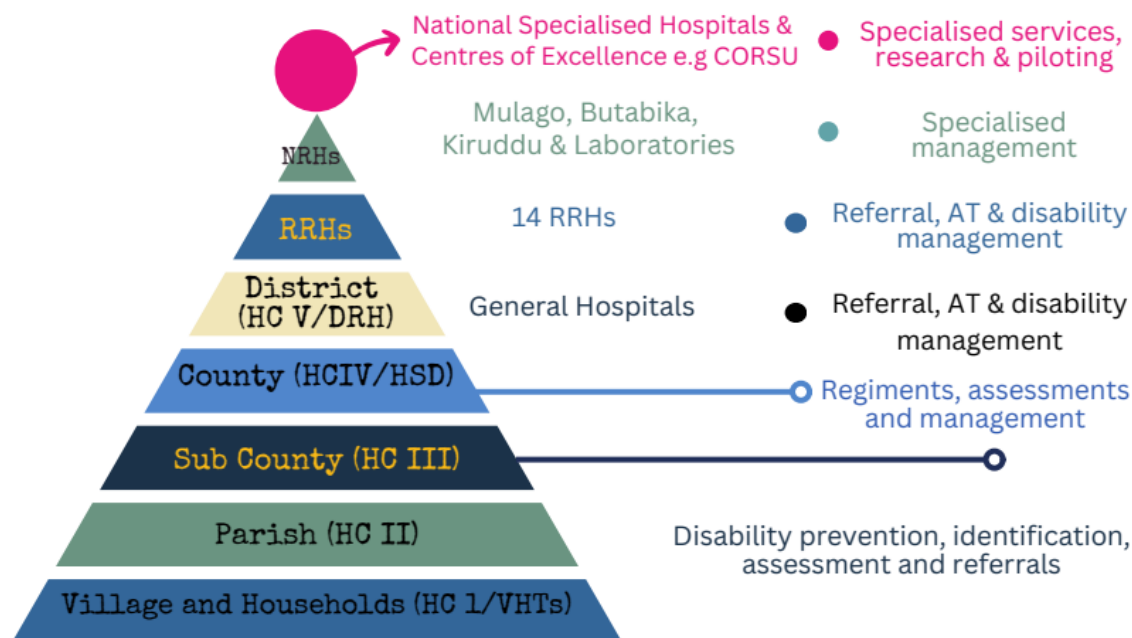 National Specialised Hospitals &
Centres of Excellence e.g CORSU
Specialised services,
research & piloting
NRHs
Mulago, Butabika,
Kiruddu & Laboratories
Specialised
management
RRHs
14 RRHs
Referral, AT & disability
management
District
(HC V/DRH)
General Hospitals
Referral, AT & disability
management
County (HCIV/HSD)
Regiments, assessments
and management
Sub County (HC III)
Parish (HC II)
Disability prevention, identification,
assessment and referrals
Village and Households (HC 1/VHTs)